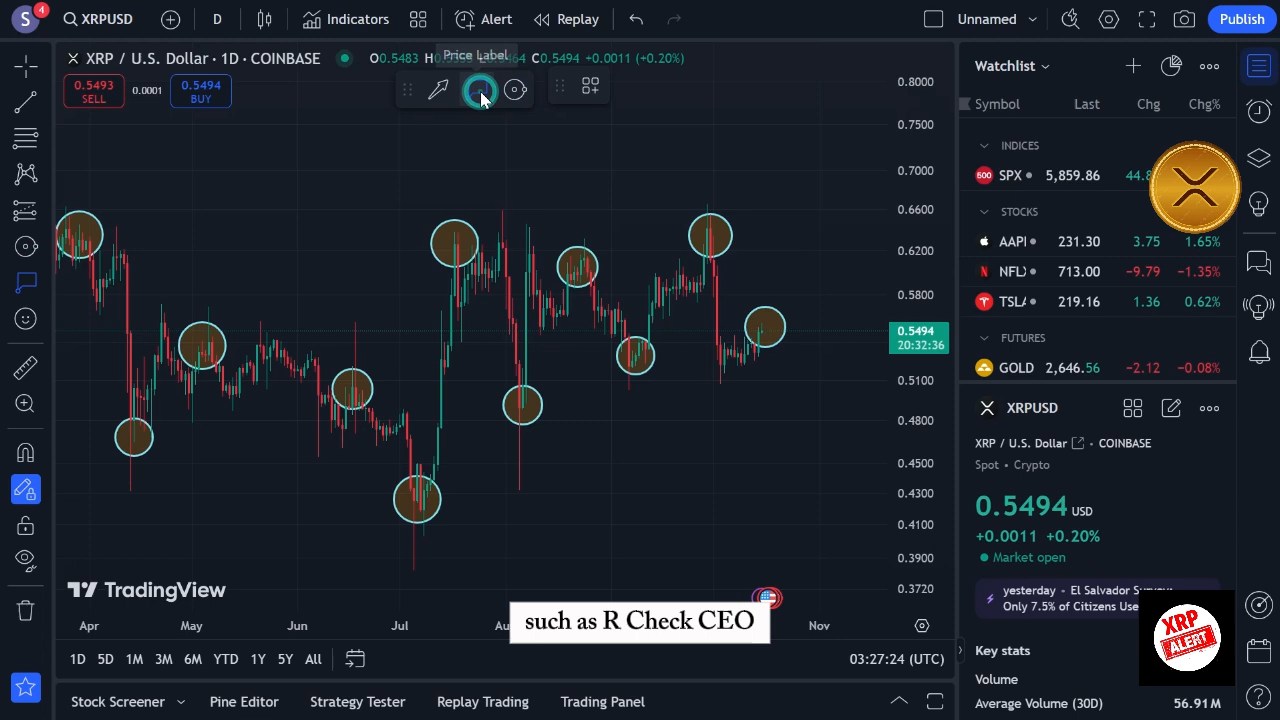 S
4
XRPUSD
D
Indicators
Alert
Replay
Unnamed
Publish
XRP / U.S. Dollar · 1D · COINBASE
O0.5483
C0.5494 +0.0011 (+0.20%)
Price Label
0.5493
SELL
0.0001
0.5494
BUY
0.8000
0.7500
0.7000
0.6600
0.6200
0.5800
0.5494
20:32:36
0.5100
0.4800
0.4500
0.4300
0.4100
0.3900
0.3720
TradingView
Apr
May
Jun
Jul
Nov
such as R Check CEO
1D 5D 1M 3M 6M YTD 1Y 5Y All
03:27:24 (UTC)
Stock Screener
Pine Editor
Strategy Tester
Replay Trading
Trading Panel
Watchlist
Symbol Last Chg Chg%
INDICES
500 SPX 5,859.86
STOCKS
AAPL 231.30 3.75 1.65%
NFLX 713.00 −9.79 −1.35%
TSLA 219.16 1.36 0.62%
FUTURES
GOLD 2,646.56 −2.12 −0.08%
XRPUSD
XRP / U.S. Dollar · COINBASE
Spot • Crypto
0.5494 USD
+0.0011 +0.20%
Market open
yesterday - El Salvador Survey:
Only 7.5% of Citizens Use
XRP
ALERT
Key stats
Volume
Average Volume (30D) 56.91M